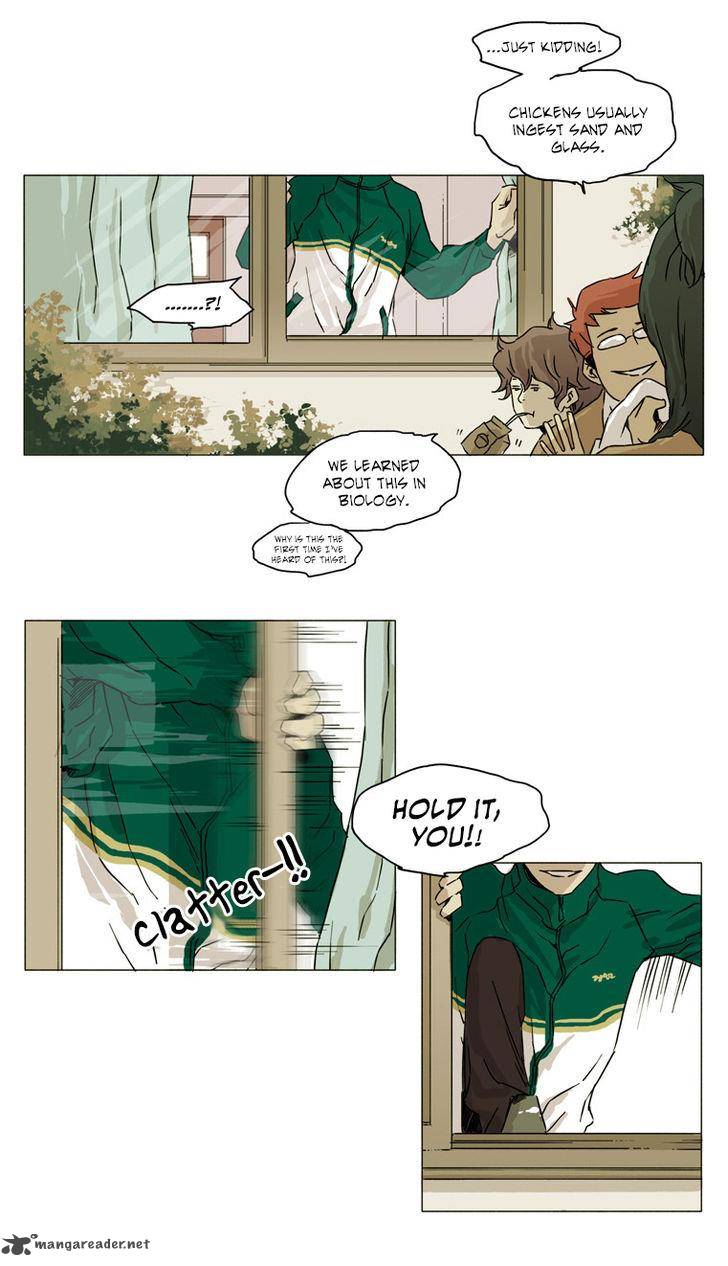 ...JUST KIDDING!
CHICKENS USUALLY
INGEST SAND AND
GLASS.
.......?!
WE LEARNED
ABOUT THIS IN
BIOLOGY.
WHY IS THIS THE
FIRST TIME I'VE
HEARD OF THIS?!
clatter-!!
HOLD IT,
YOU!!
mangareader.net